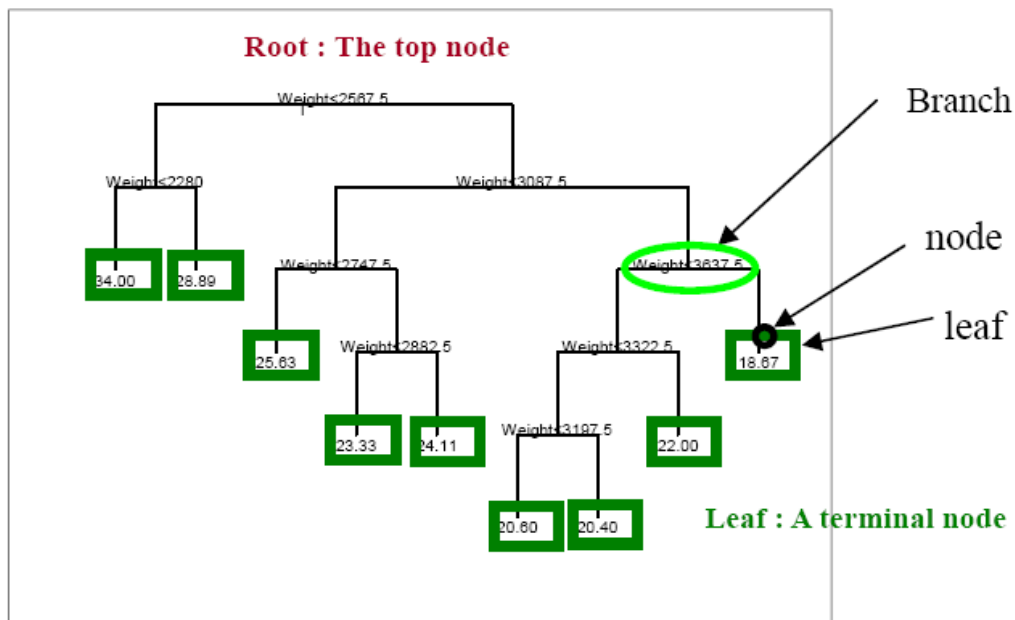 Root : The top node
Weight<2567.5
Branch
Weight<2280
Weight<3087.5
node
Weight<2747.5
Weight<3637.5
34.00
28.89
leaf
Weight<2882.5
Weight<3322.5
25.63
18.67
Weight<3197.5
23.33
24.11
22.00
Leaf : A terminal node
20.60
20.40